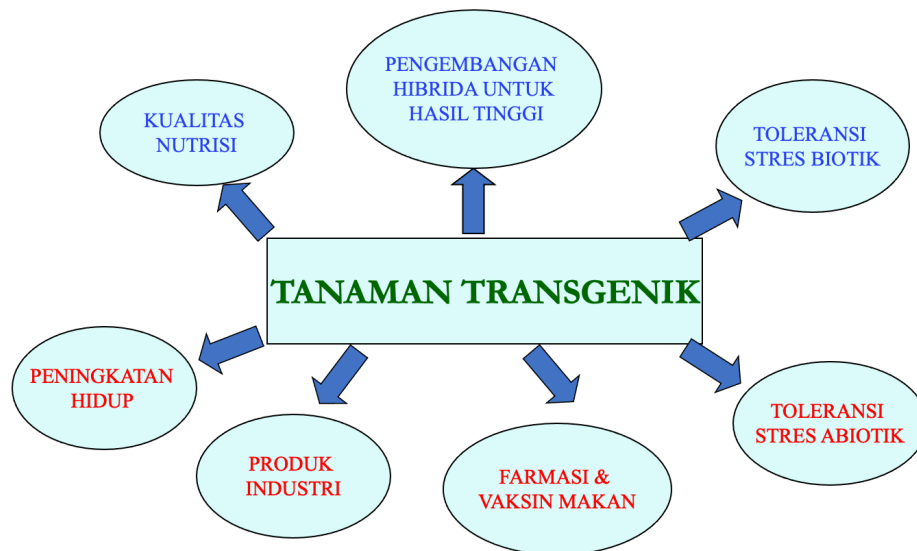 PENGEMBANGAN
HIBRIDA UNTUK
HASIL TINGGI
KUALITAS
NUTRISI
TOLERANSI
STRES BIOTIK
TANAMAN TRANSGENIK
PENINGKATAN
HIDUP
TOLERANSI
STRES ABIOTIK
PRODUK
INDUSTRI
FARMASI &
VAKSIN MAKAN